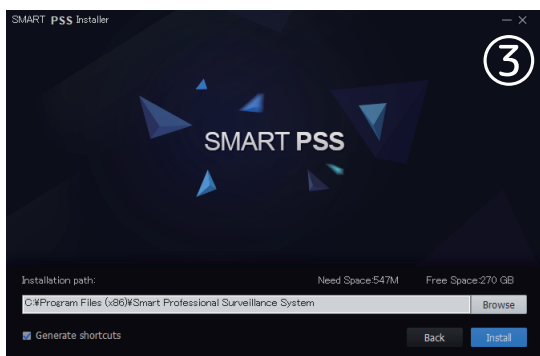 SMART PSS Installer
③
SMART PSS
Installation path:
Need Space:547M Free Space:270 GB
C:¥Program Files (x86)¥Smart Professional Surveillance System
Browse
Generate shortcuts
Back
Install